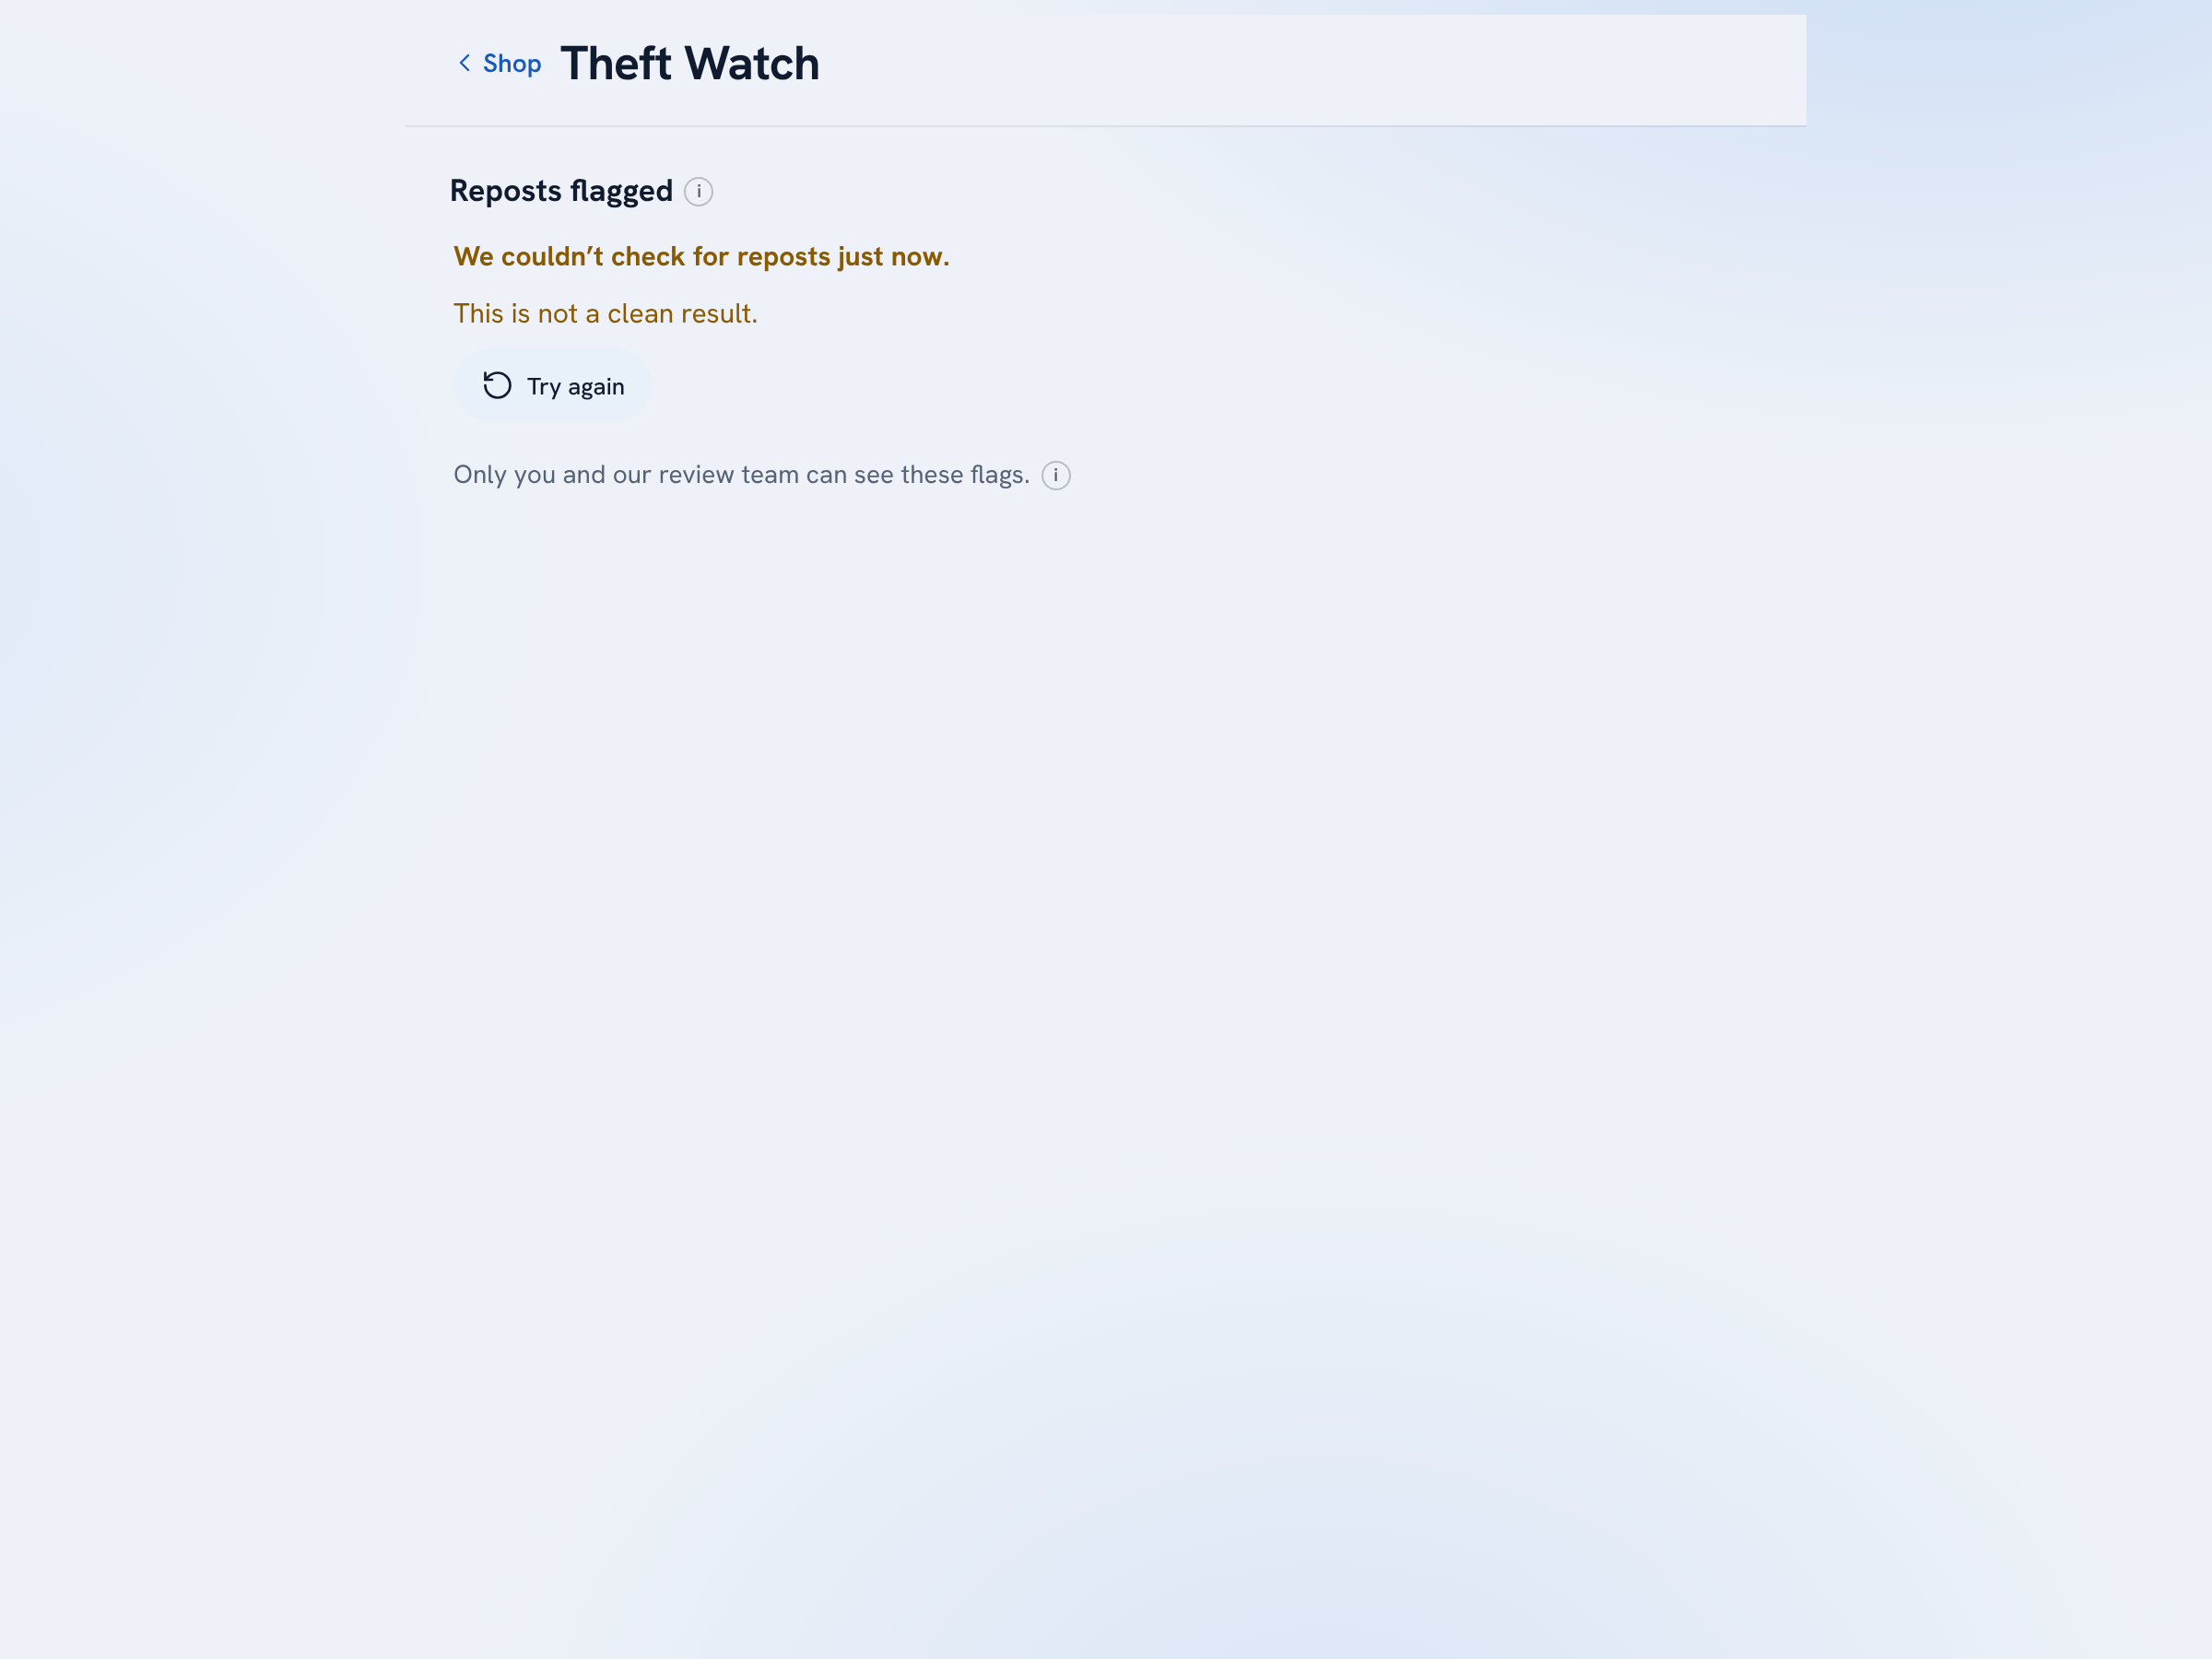 Shop Theft Watch
Reposts flagged i
We couldn’t check for reposts just now.
This is not a clean result.
Try again
Only you and our review team can see these flags. i